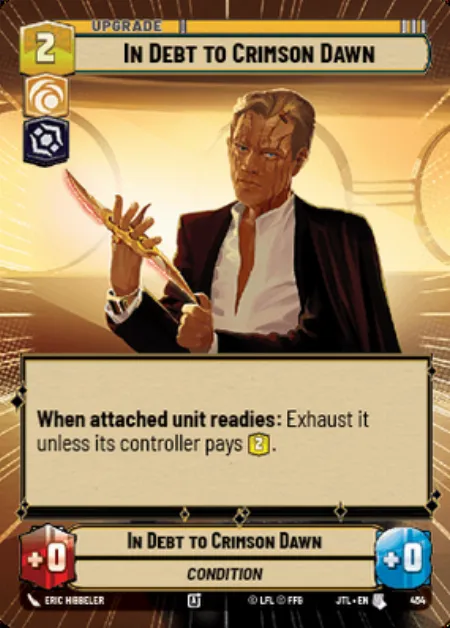 UPGRADE
2
IN DEBT TO CRIMSON DAWN
When attached unit readies: Exhaust it
unless its controller pays 2.
+0
IN DEBT TO CRIMSON DAWN
+0
CONDITION
ERIC HIBBELER
A
© LFL © FFG
JTL • EN
484